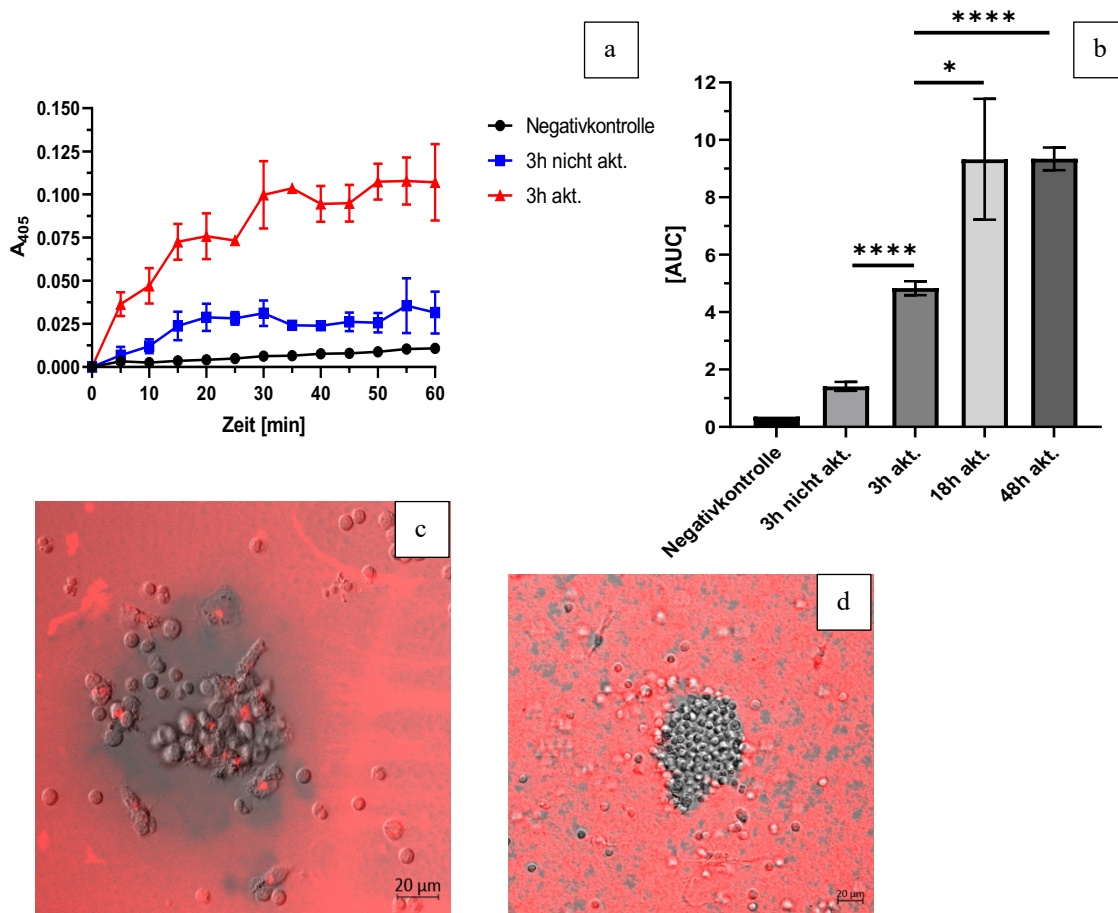 a
A405
0.150
0.125
0.100
0.075
0.050
0.025
0.000
0 10 20 30 40 50 60
Zeit [min]
Negativkontrolle
3h nicht akt.
3h akt.
b
****
*
****
[AUC]
12
10
8
6
4
2
0
Negativkontrolle
3h nicht akt.
3h akt.
18h akt.
48h akt.
c
20 µm
d
20 µm